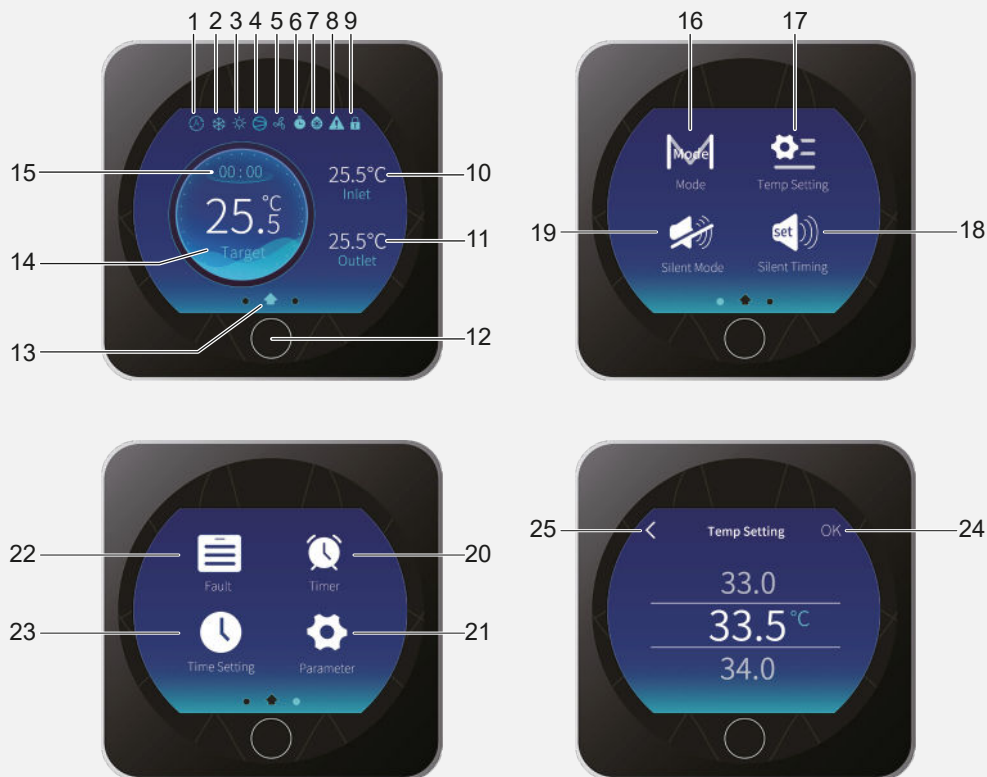 1 2 3 4 5 6 7 8 9
00:00
25.5 °C
Target
25.5°C
Inlet
25.5°C
Outlet
15
14
13
10
11
12
16 17
Mode
Mode
Temp Setting
set
Silent Mode
Silent Timing
19
18
22
23
Fault
Timer
Time Setting
Parameter
20
21
25
Temp Setting
OK
24
33.0
33.5 °C
34.0